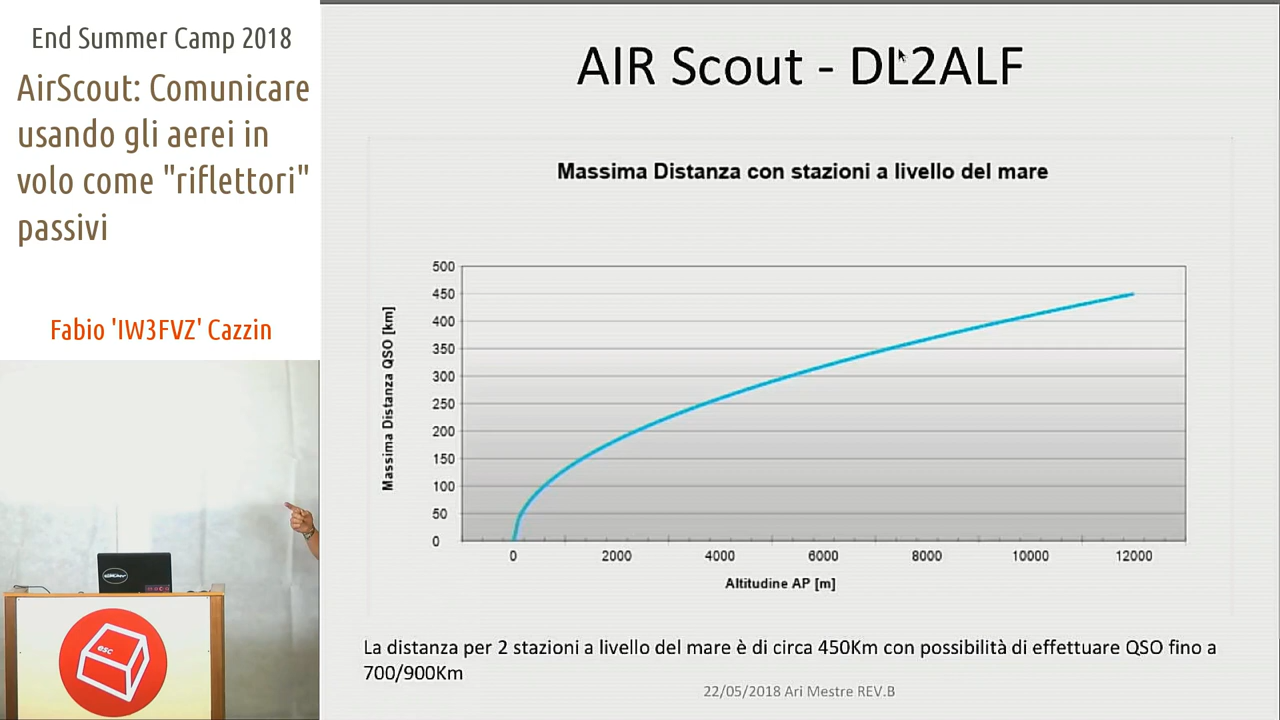 End Summer Camp 2018
AirScout: Comunicare
usando gli aerei in
volo come "riflettori"
passivi
Fabio 'IW3FVZ' Cazzin
esc
AIR Scout - DL2ALF
Massima Distanza con stazioni a livello del mare
500
450
400
350
300
250
200
150
100
50
0
Massima Distanza QSO [km]
0 2000 4000 6000 8000 10000 12000
Altitudine AP [m]
La distanza per 2 stazioni a livello del mare è di circa 450Km con possibilità di effettuare QSO fino a
700/900Km
22/05/2018 Ari Mestre REV.B